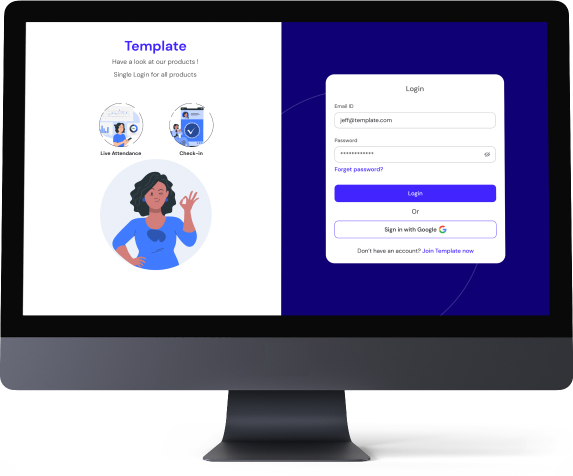 Template
Have a look at our products !
Single Login for all products
Live Attendance
Check-in
Login
Email ID
jeff@template.com
Password
************
Forget password?
Login
Or
Sign in with Google
Don't have an account? Join Template now